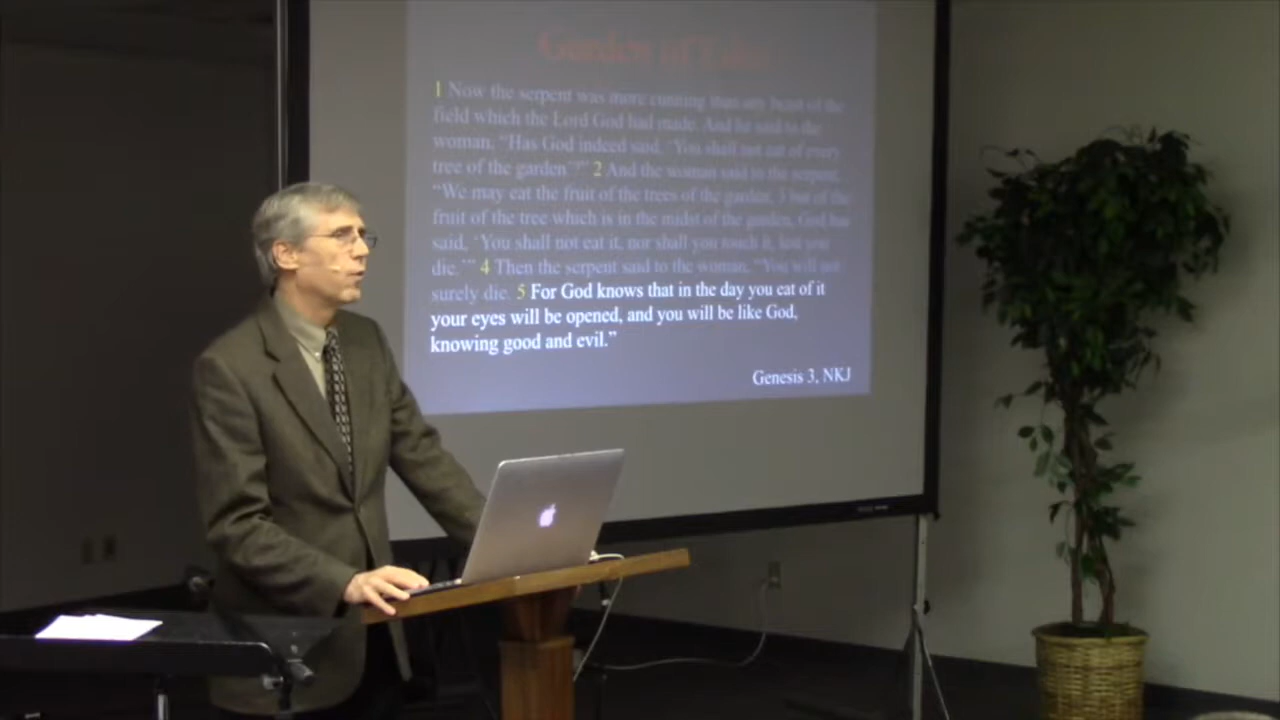 Garden of Eden
1 Now the serpent was more cunning than any beast of the
field which the Lord God had made. And he said to the
woman, “Has God indeed said, ‘You shall not eat of every
tree of the garden’?” 2 And the woman said to the serpent,
“We may eat the fruit of the trees of the garden; 3 but of the
fruit of the tree which is in the midst of the garden, God has
said, ‘You shall not eat it, nor shall you touch it, lest you
die.’” 4 Then the serpent said to the woman, “You will not
surely die. 5 For God knows that in the day you eat of it
your eyes will be opened, and you will be like God,
knowing good and evil.”
Genesis 3, NKJ